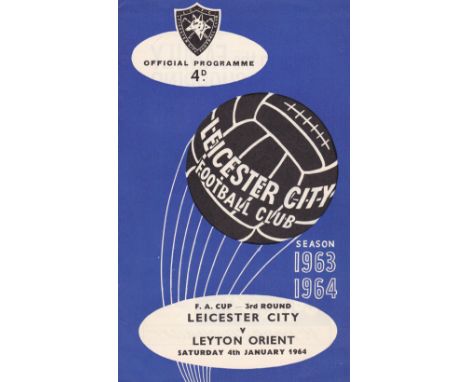 OFFICIAL PROGRAMME
4D.
LEICESTER CITY
FOOTBALL CLUB
SEASON
1963
1964
F. A. CUP — 3rd ROUND
LEICESTER CITY
v
LEYTON ORIENT
SATURDAY 4th JANUARY 1964